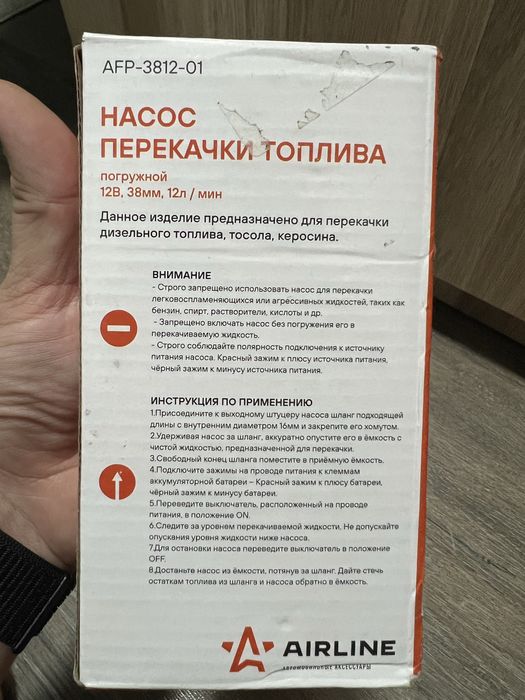 AFP-3812-01
НАСОС
ПЕРЕКАЧКИ ТОПЛИВА
погружной
12В, 38мм, 12л / мин
Данное изделие предназначено для перекачки
дизельного топлива, тосола, керосина.
ВНИМАНИЕ
- Строго запрещено использовать насос для перекачки
легковоспламеняющихся или агрессивных жидкостей, таких как
бензин, спирт, растворители, кислоты и др.
- Запрещено включать насос без погружения его в
перекачиваемую жидкость.
- Строго соблюдайте полярность подключения к источнику
питания насоса. Красный зажим к плюсу источника питания,
чёрный зажим к минусу источника питания.
ИНСТРУКЦИЯ ПО ПРИМЕНЕНИЮ
1.Присоедините к выходному штуцеру насоса шланг подходящей
длины с внутренним диаметром 16мм и закрепите его хомутом.
2.Удерживая насос за шланг, аккуратно опустите его в ёмкость с
чистой жидкостью, предназначенной для перекачки.
3.Свободный конец шланга поместите в приёмную ёмкость.
4.Подключите зажимы на проводе питания к клеммам
аккумуляторной батареи – Красный зажим к плюсу батареи,
чёрный зажим к минусу батареи.
5.Переведите выключатель, расположенный на проводе
питания, в положение ON.
6.Следите за уровнем перекачиваемой жидкости. Не допускайте
опускания уровня жидкости ниже насоса.
7.Для остановки насоса переведите выключатель в положение
OFF.
8.Достаньте насос из ёмкости, потянув за шланг. Дайте стечь
остаткам топлива из шланга и насоса обратно в ёмкость.
AIRLINE
АВТОМОБИЛЬНЫЕ АКСЕССУАРЫ